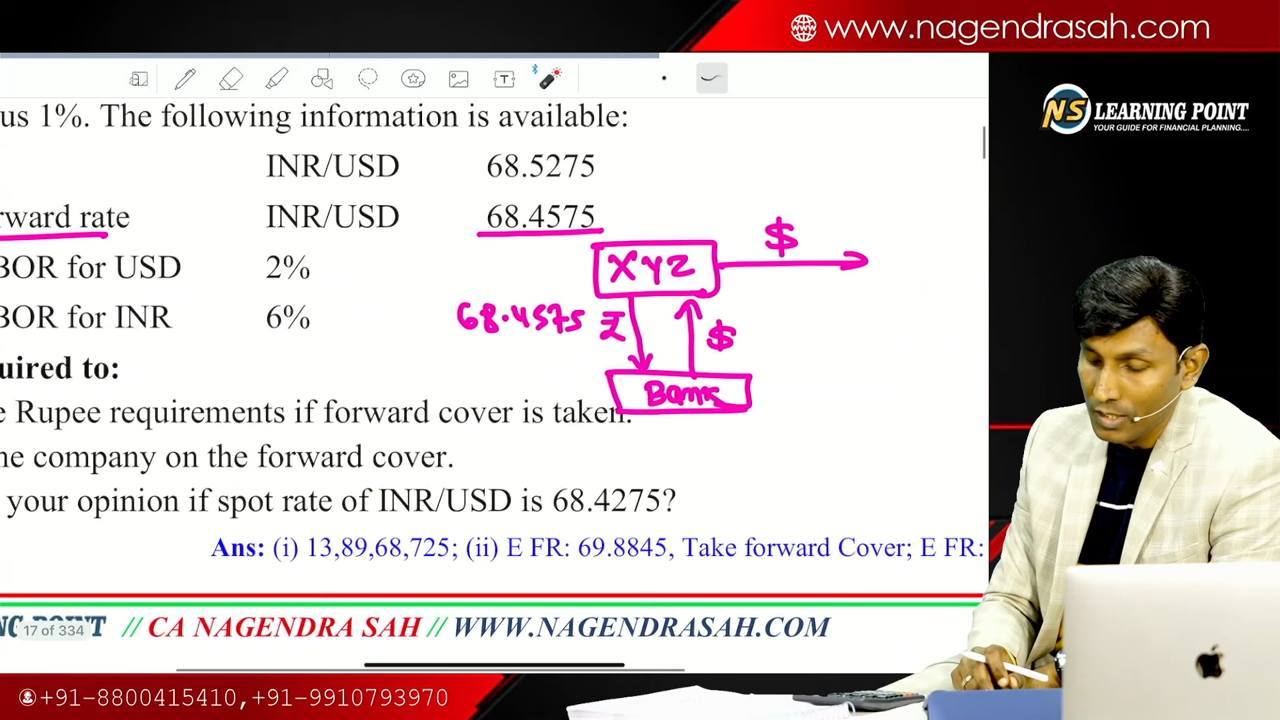 www.nagendrasah.com
NS LEARNING POINT
YOUR GUIDE FOR FINANCIAL PLANNING....
us 1%. The following information is available:
INR/USD 68.5275
rward rate INR/USD 68.4575
BOR for USD 2%
BOR for INR 6%
$
XYZ
68.4575 ₹ $
Bank
uired to:
e Rupee requirements if forward cover is taken.
ne company on the forward cover.
your opinion if spot rate of INR/USD is 68.4275?
Ans: (i) 13,89,68,725; (ii) E FR: 69.8845, Take forward Cover; E FR:
17 of 334
// CA NAGENDRA SAH // WWW.NAGENDRASAH.COM
+91-8800415410,+91-9910793970